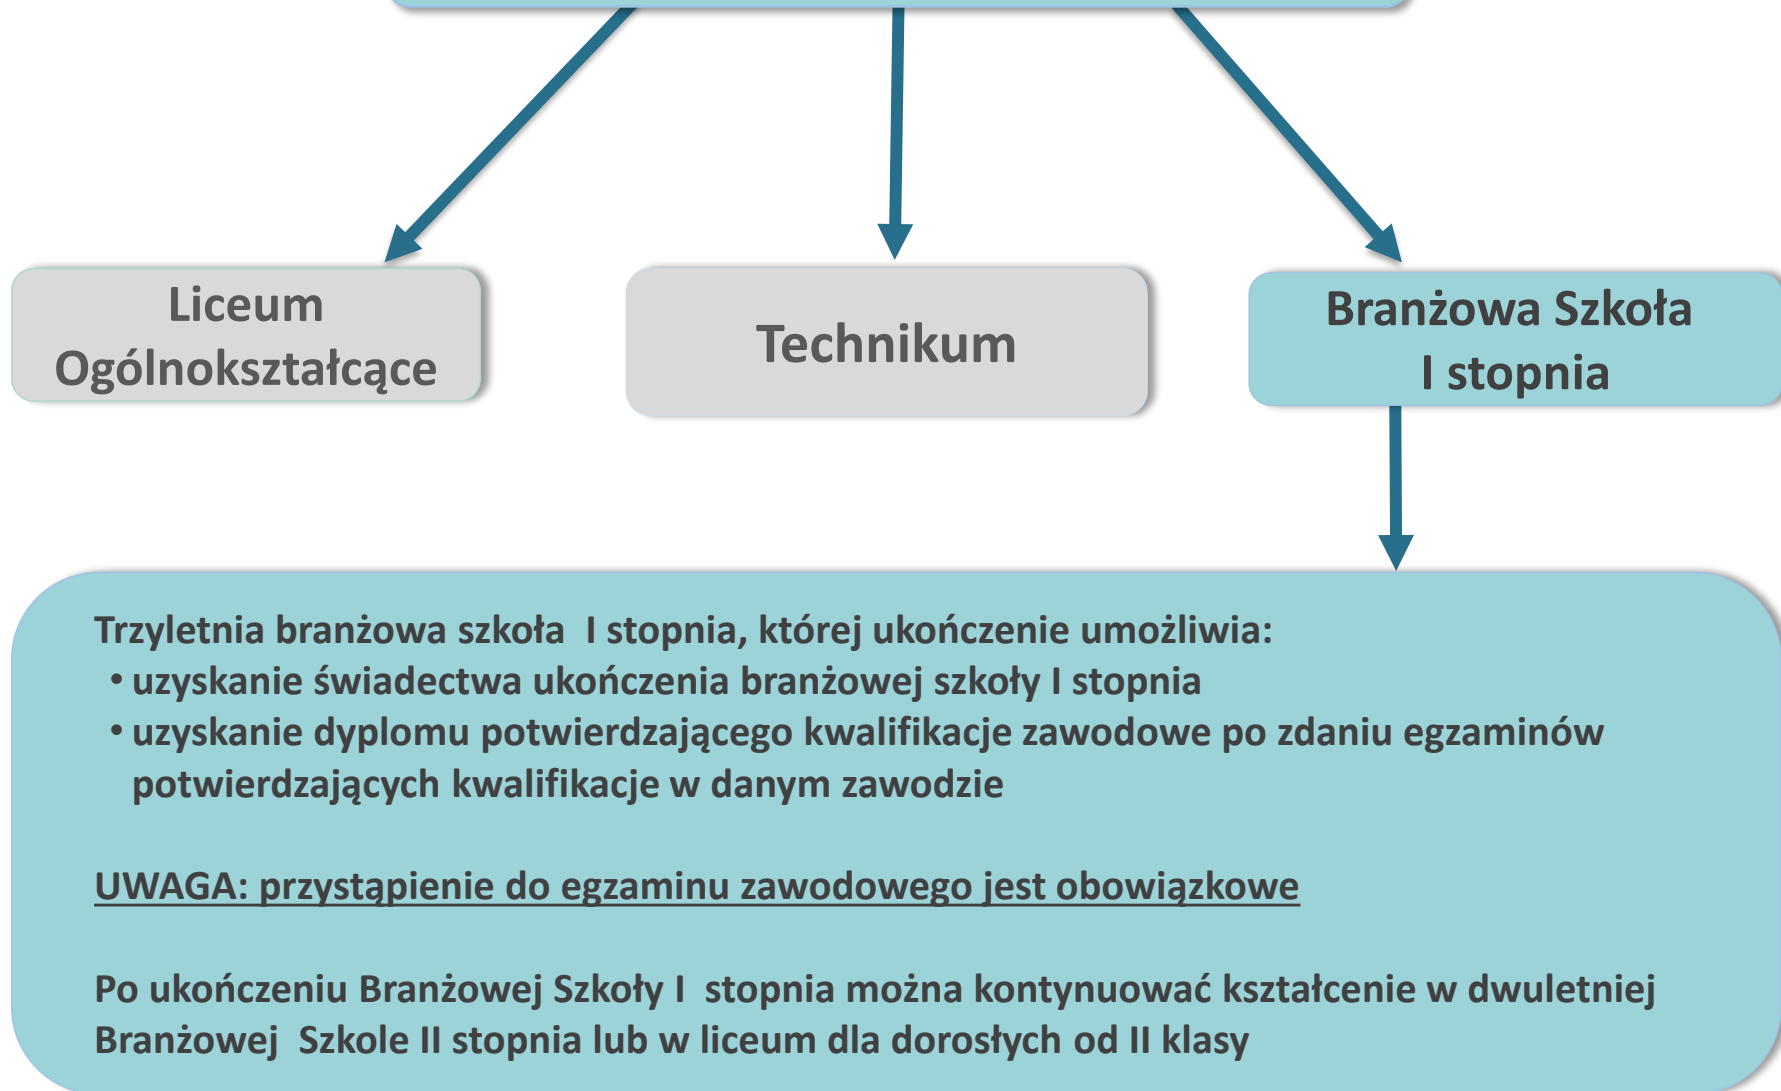 Liceum
Ogólnokształcące
Technikum
Branżowa Szkoła
I stopnia
Trzyletnia branżowa szkoła  I stopnia, której ukończenie umożliwia:
• uzyskanie świadectwa ukończenia branżowej szkoły I stopnia
• uzyskanie dyplomu potwierdzającego kwalifikacje zawodowe po zdaniu egzaminów
potwierdzających kwalifikacje w danym zawodzie
UWAGA: przystąpienie do egzaminu zawodowego jest obowiązkowe
Po ukończeniu Branżowej Szkoły I  stopnia można kontynuować kształcenie w dwuletniej
Branżowej  Szkole II stopnia lub w liceum dla dorosłych od II klasy